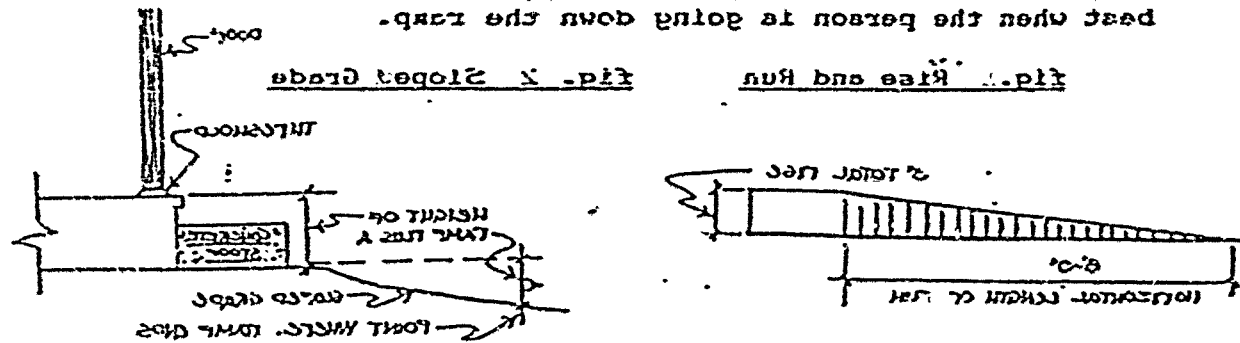 best when the person is going down the ramp.
fig. Rise and Run
fig. 2 Sloped Grade
DOOR
THRESHOLD
HEIGHT OF
RAMP PLUS A
CONCRETE
STOOP
SLOPED GRADE
POINT WHERE RAMP ENDS
8" TOTAL RISE
8'-0"
HORIZONTAL LENGTH OF RUN